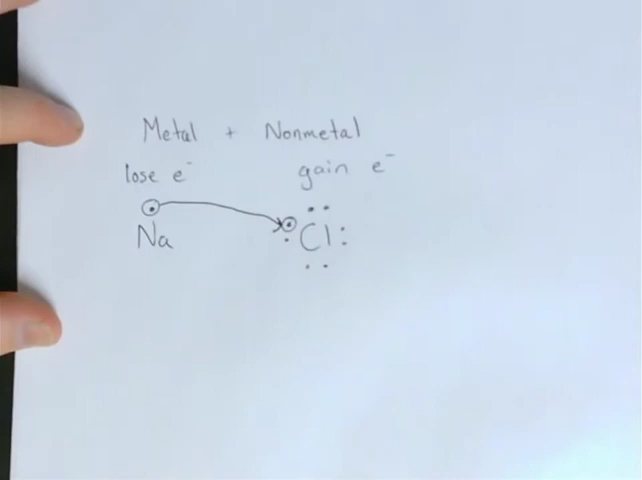 Metal + Nonmetal
lose e⁻ gain e⁻
Na Cl